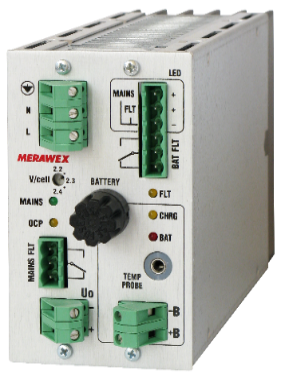 LED
MAINS
+
FLT
+
N
+
L
BAT FLT
MERAWEX
2.2
V/cell
2.3
2.4
BATTERY
MAINS
FLT
OCP
CHRG
BAT
MAINS FLT
TEMP
PROBE
Uo
-
+
-B
+B